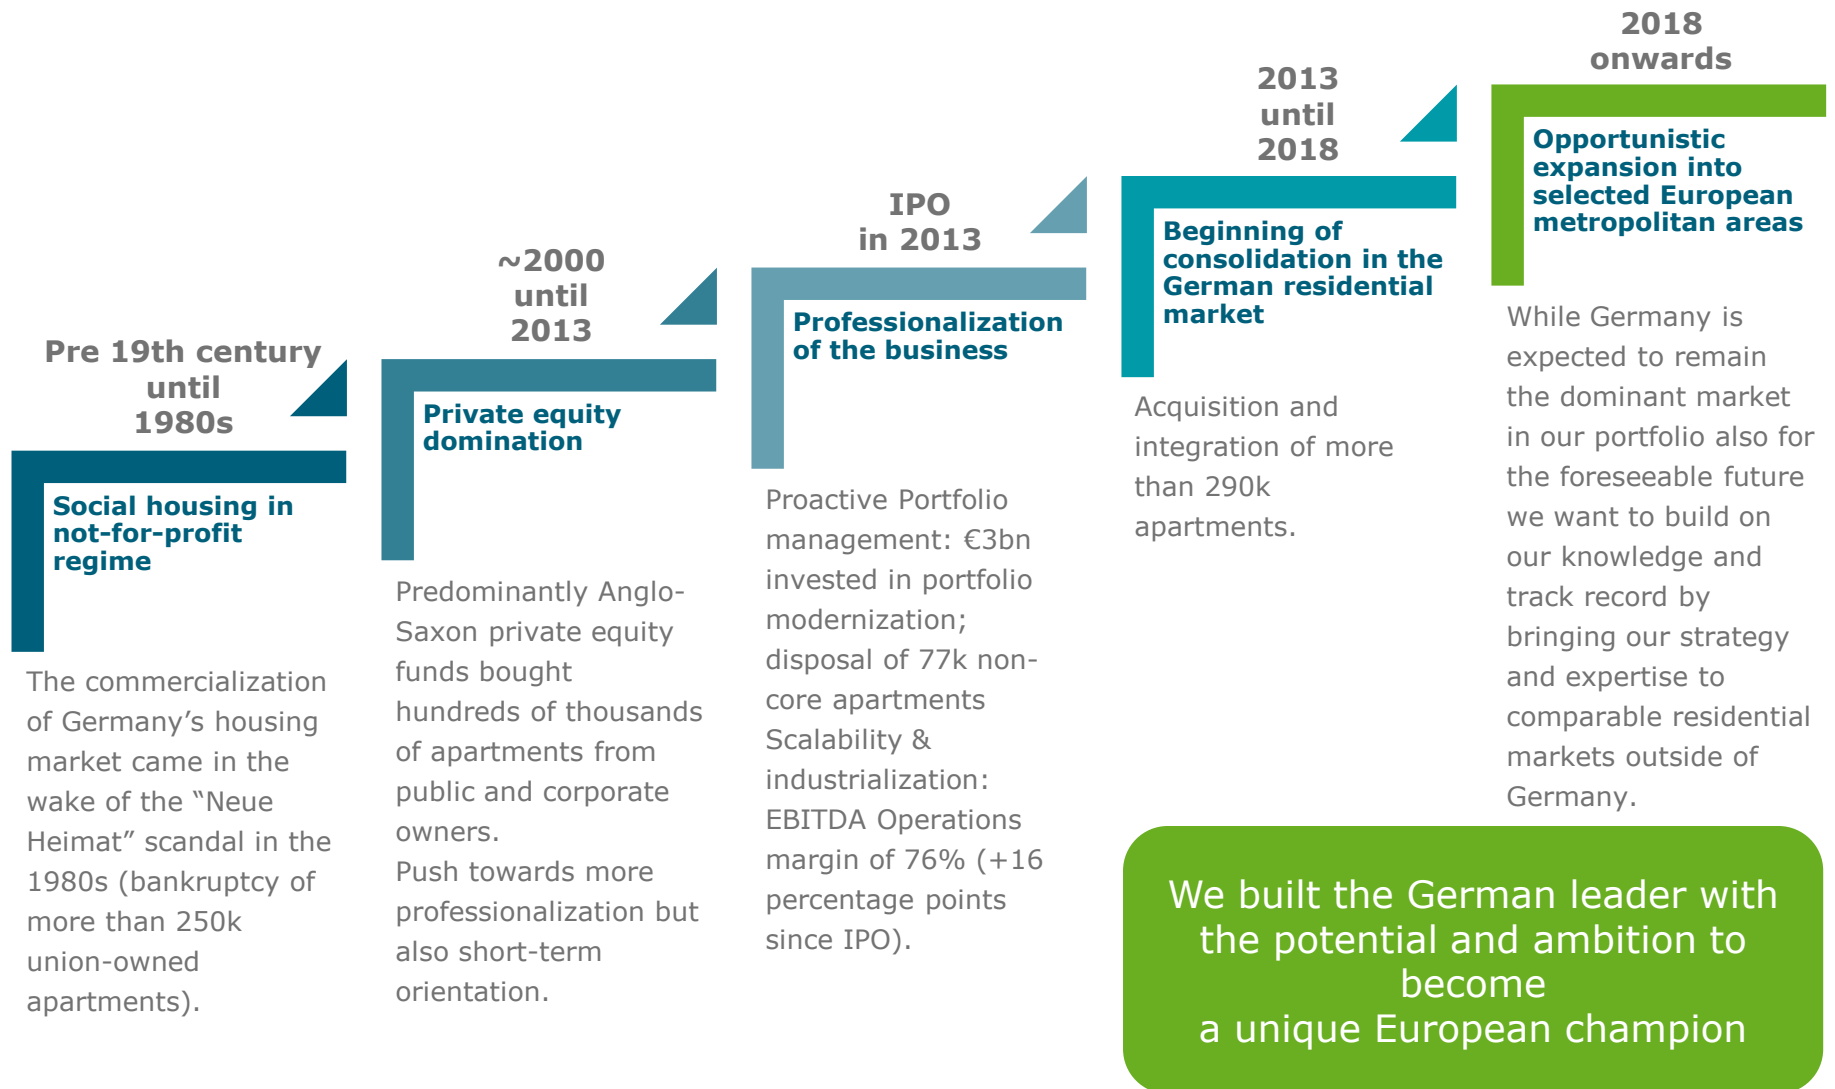 Pre 19th century
until
1980s
Social housing in
not-for-profit
regime
The commercialization
of Germany’s housing
market came in the
wake of the “Neue
Heimat” scandal in the
1980s (bankruptcy of
more than 250k
union-owned
apartments).
~2000
until
2013
Private equity
domination
Predominantly Anglo-
Saxon private equity
funds bought
hundreds of thousands
of apartments from
public and corporate
owners.
Push towards more
professionalization but
also short-term
orientation.
IPO
in 2013
Professionalization
of the business
Proactive Portfolio
management: €3bn
invested in portfolio
modernization;
disposal of 77k non-
core apartments
Scalability &
industrialization:
EBITDA Operations
margin of 76% (+16
percentage points
since IPO).
2013
until
2018
Beginning of
consolidation in the
German residential
market
Acquisition and
integration of more
than 290k
apartments.
2018
onwards
Opportunistic
expansion into
selected European
metropolitan areas
While Germany is
expected to remain
the dominant market
in our portfolio also for
the foreseeable future
we want to build on
our knowledge and
track record by
bringing our strategy
and expertise to
comparable residential
markets outside of
Germany.
We built the German leader with
the potential and ambition to
become
a unique European champion